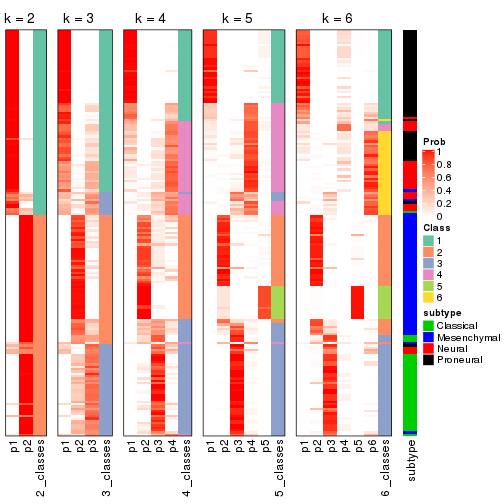 k = 2 k = 3 k = 4 k = 5 k = 6
p1 p2 2_classes p1 p2 p3 3_classes p1 p2 p3 p4 4_classes p1 p2 p3 p4 p5 5_classes p1 p2 p3 p4 p5 p6 6_classes subtype
Prob
1
0.8
0.6
0.4
0.2
0
Class
1
2
3
4
5
6
subtype
Classical
Mesenchymal
Neural
Proneural